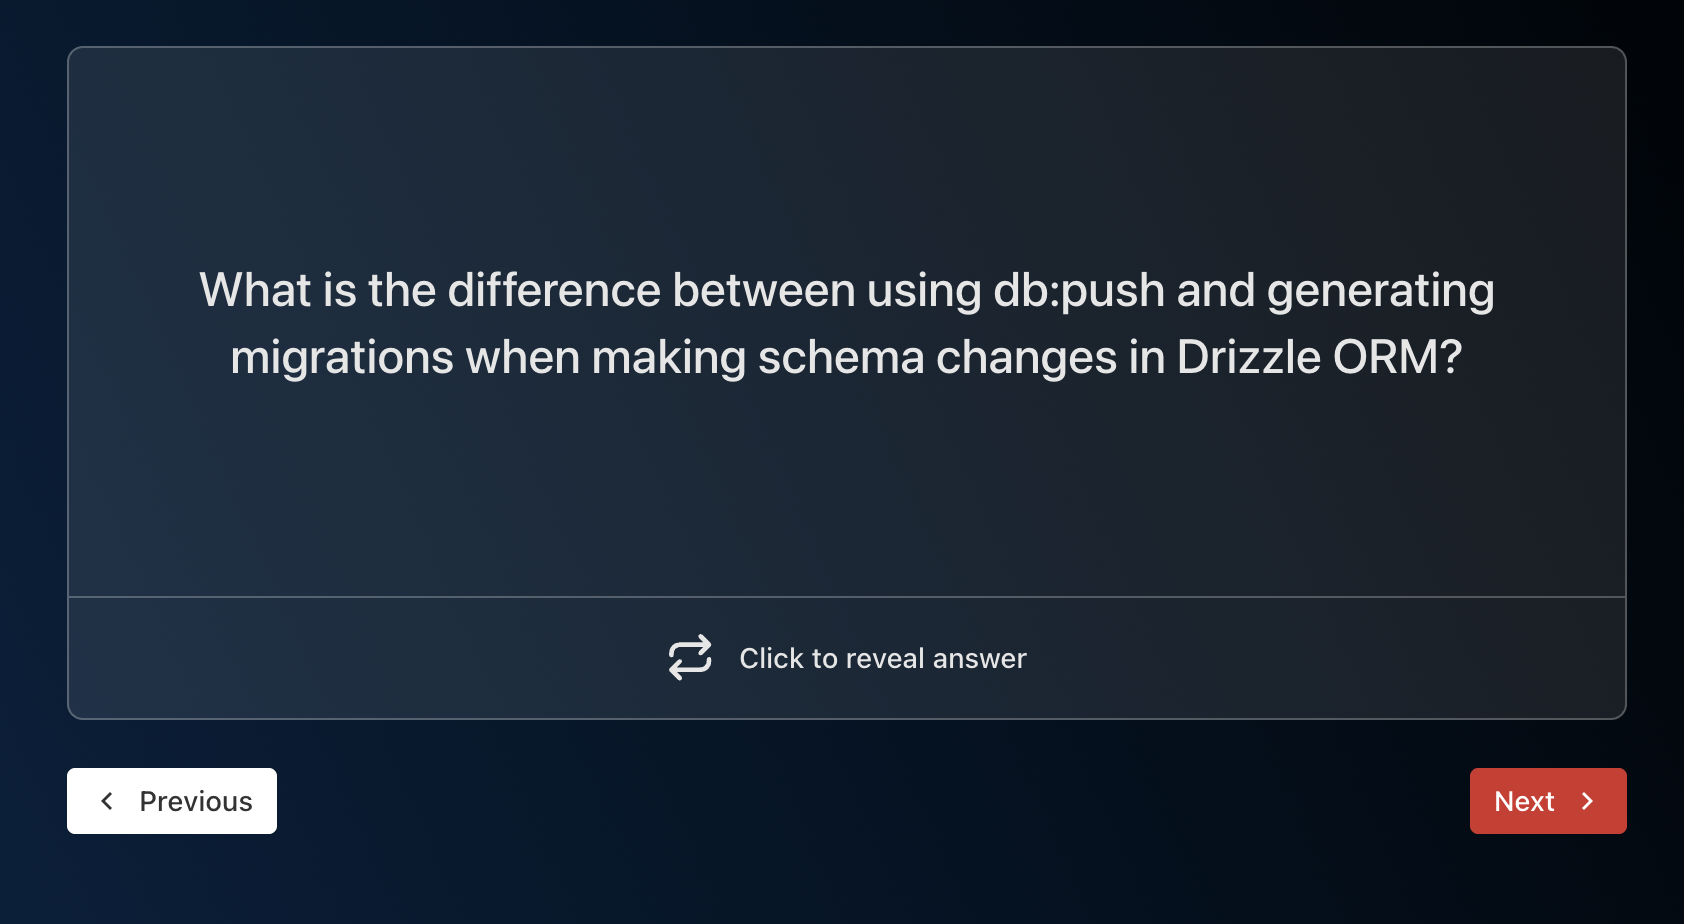 What is the difference between using db:push and generating
migrations when making schema changes in Drizzle ORM?
Click to reveal answer
Previous
Next